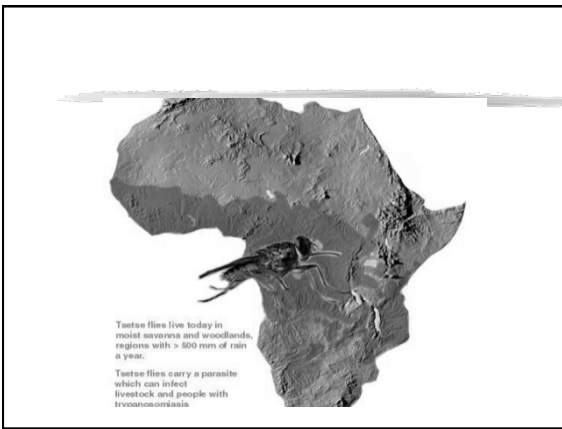 Tsetse flies live today in
moist savanna and woodlands,
regions with > 500 mm of rain
a year.
Tsetse flies carry a parasite
which can infect
livestock and people with
trypanosomiasis